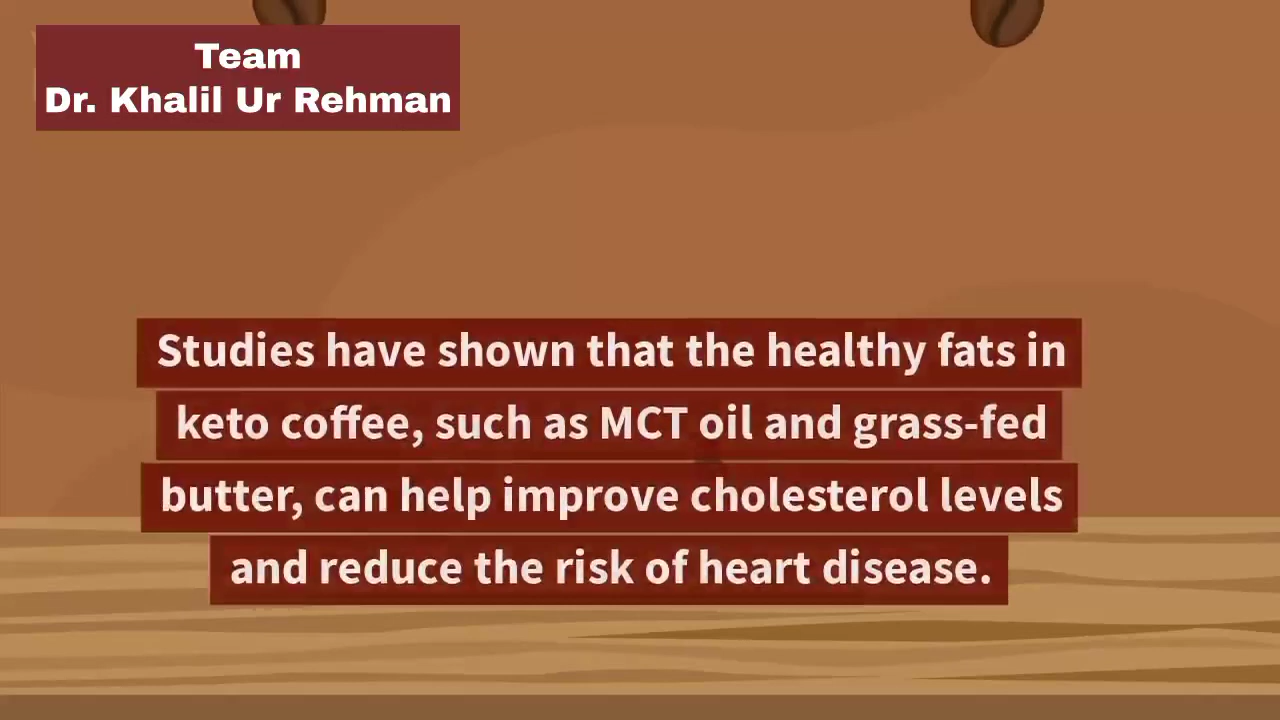 Team
Dr. Khalil Ur Rehman
Studies have shown that the healthy fats in
keto coffee, such as MCT oil and grass-fed
butter, can help improve cholesterol levels
and reduce the risk of heart disease.